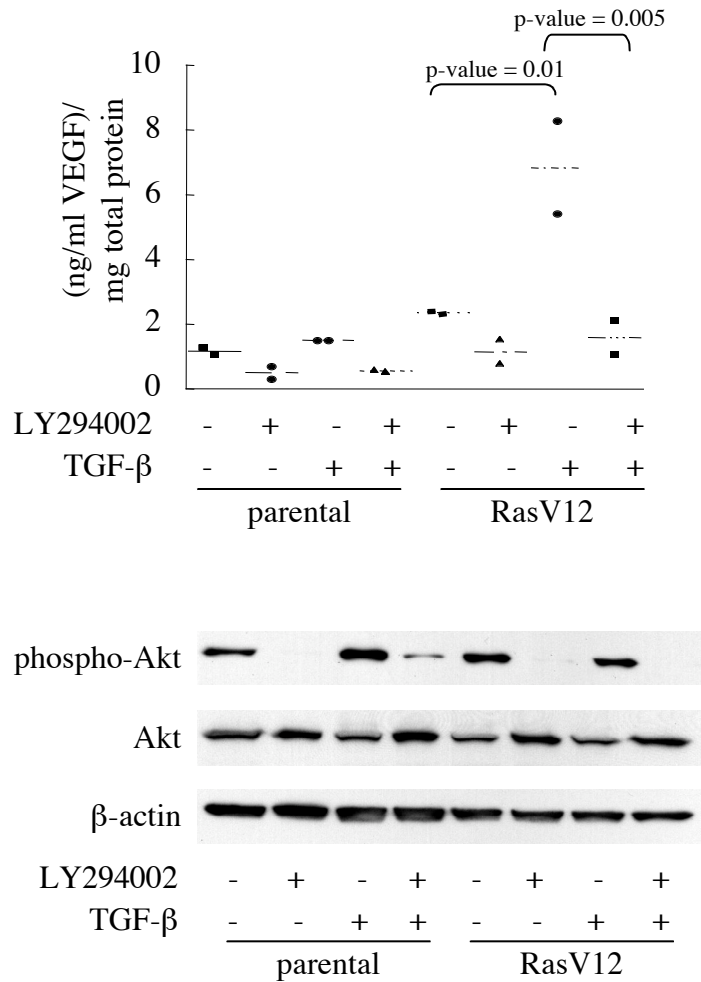 p-value = 0.005
p-value = 0.01
(ng/ml VEGF)/
mg total protein
10
8
6
4
2
0
LY294002 - + - + - + - +
TGF-β - - + + - - + +
parental RasV12
phospho-Akt
Akt
β-actin
LY294002 - + - + - + - +
TGF-β - - + + - - + +
parental RasV12